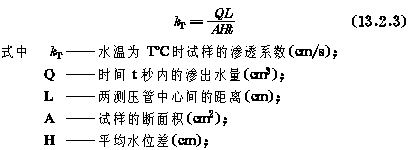 kT = QL/AHt (13.2.3)
式中 kT——水温为 T℃时试样的渗透系数(cm/s);
Q——时间 t 秒内的渗出水量(cm³);
L——两测压管中心间的距离(cm);
A——试样的断面积(cm²);
H——平均水位差(cm);